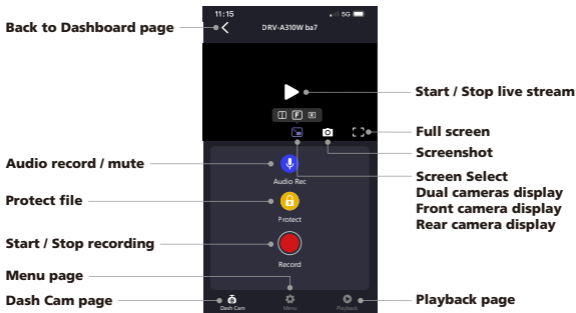 11:15
5G
Back to Dashboard page
DRV-A310W ba7
Start / Stop live stream
F
Full screen
Screenshot
Audio record / mute
Audio Rec
Screen Select
Dual cameras display
Front camera display
Rear camera display
Protect file
Protect
Start / Stop recording
Record
Menu page
Dash Cam page
Dash Cam
Menu
Playback
Playback page